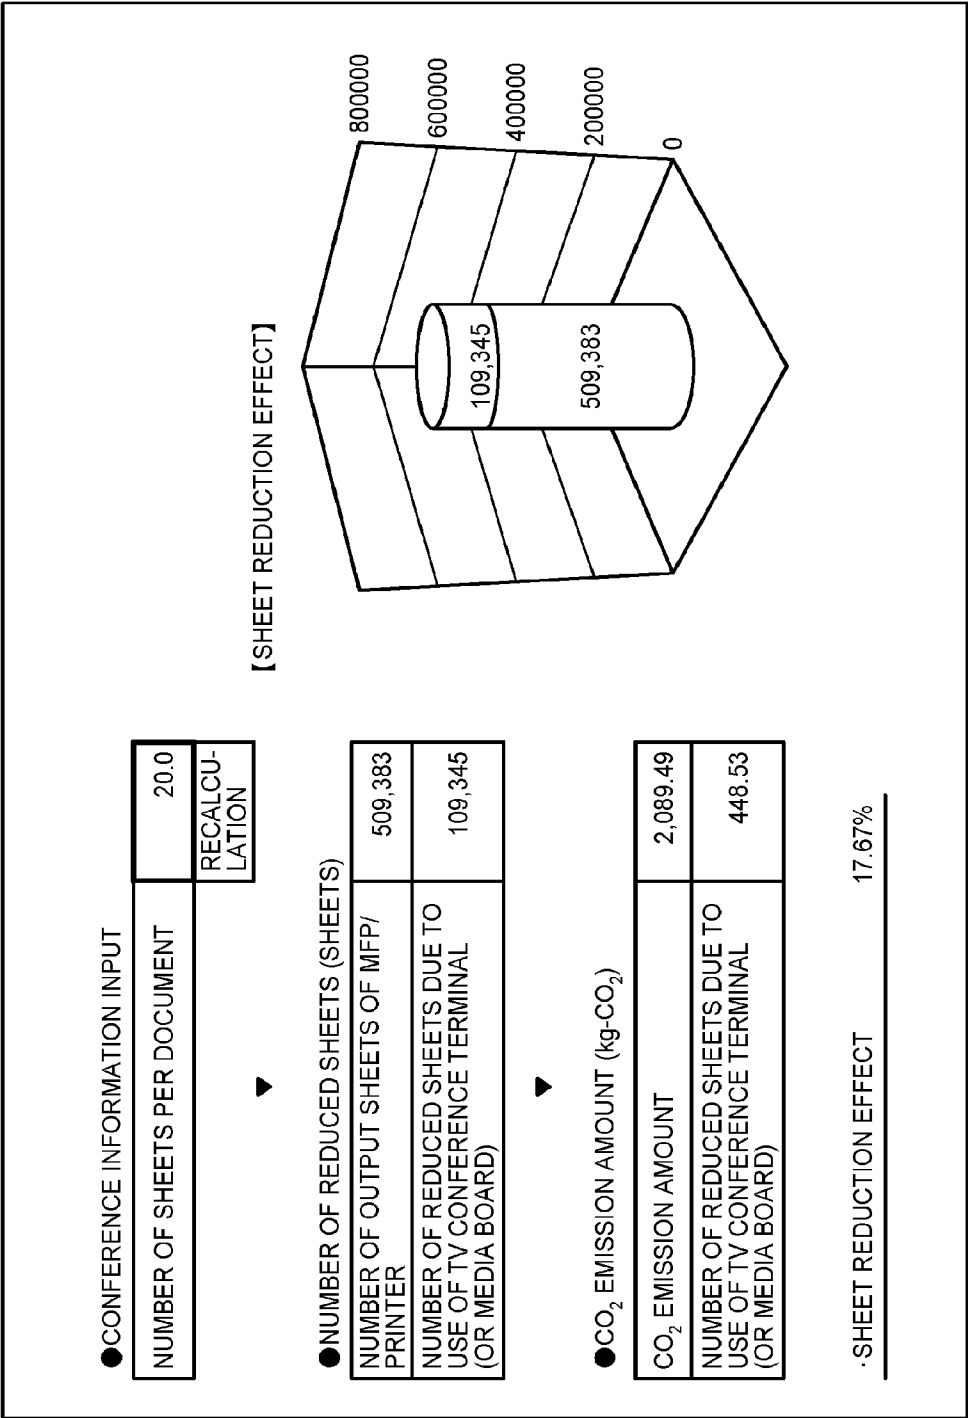 ●CONFERENCE INFORMATION INPUT
NUMBER OF SHEETS PER DOCUMENT 20.0
RECALCU-
LATION
▼
●NUMBER OF REDUCED SHEETS (SHEETS)
NUMBER OF OUTPUT SHEETS OF MFP/
PRINTER
509,383
NUMBER OF REDUCED SHEETS DUE TO
USE OF TV CONFERENCE TERMINAL
(OR MEDIA BOARD)
109,345
▼
●CO₂ EMISSION AMOUNT (kg-CO₂)
CO₂ EMISSION AMOUNT 2,089.49
NUMBER OF REDUCED SHEETS DUE TO
USE OF TV CONFERENCE TERMINAL
(OR MEDIA BOARD)
448.53
·SHEET REDUCTION EFFECT 17.67%
【SHEET REDUCTION EFFECT】
109,345
509,383
800000
600000
400000
200000
0